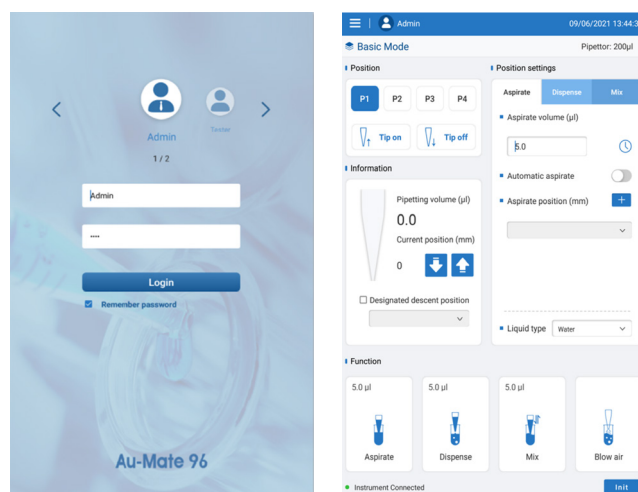 Admin
Tester
1 / 2
Admin
****
Login
Remember password
Au-Mate 96
Admin
09/06/2021 13:44:3
Basic Mode
Pipettor: 200µl
Position
P1 P2 P3 P4
Tip on Tip off
Information
Pipetting volume (µl)
0.0
Current position (mm)
0
Designated descent position
Position settings
Aspirate Dispense Mix
Aspirate volume (µl)
5.0
Automatic aspirate
Aspirate position (mm)
+
Liquid type Water
Function
5.0 µl 5.0 µl 5.0 µl
Aspirate Dispense Mix Blow air
Instrument Connected
Init